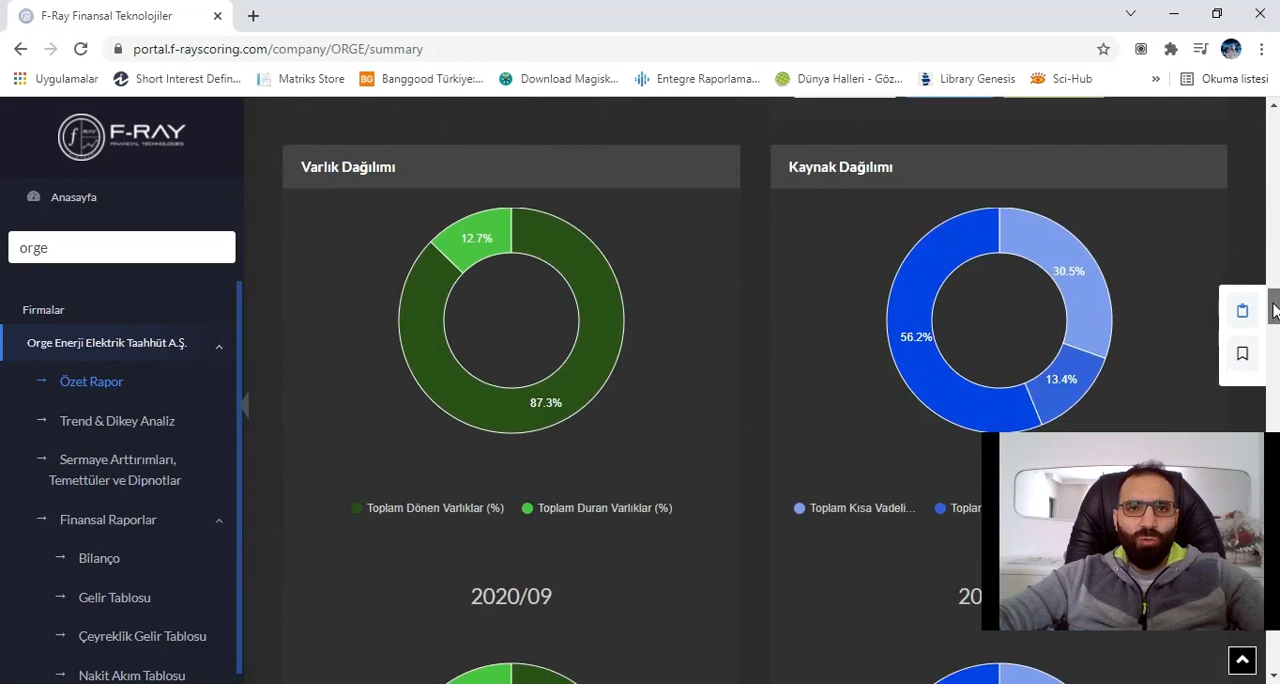 F-Ray Finansal Teknolojiler
portal.f-rayscoring.com/company/ORGE/summary
Uygulamalar
Short Interest Defin...
Matriks Store
BG Banggood Türkiye:...
Download Magisk...
Entegre Raporlama...
Dünya Halleri - Göz...
Library Genesis
Sci-Hub
»
Okuma listesi
F-RAY
FINANCIAL TECHNOLOGIES
Anasayfa
orge
Firmalar
Orge Enerji Elektrik Taahhüt A.Ş.
Özet Rapor
Trend & Dikey Analiz
Sermaye Arttırımları,
Temettüler ve Dipnotlar
Finansal Raporlar
Bilanço
Gelir Tablosu
Çeyreklik Gelir Tablosu
Nakit Akım Tablosu
Varlık Dağılımı
12.7%
87.3%
Toplam Dönen Varlıklar (%)
Toplam Duran Varlıklar (%)
2020/09
Kaynak Dağılımı
30.5%
56.2%
13.4%
Toplam Kısa Vadeli...
Toplar
20